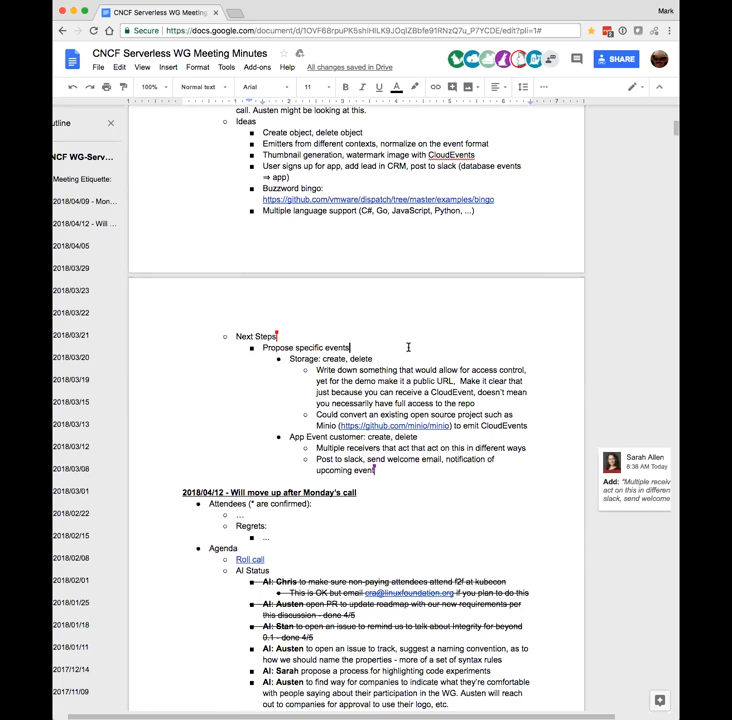 CNCF Serverless WG Meeting × Mark
Secure https://docs.google.com/document/d/1OVF68rpuPK5shIHlLK9JOqlZBbfe91RNzQ7u_P7YCDE/edit?pli=1#
CNCF Serverless WG Meeting Minutes
File Edit View Insert Format Tools Add-ons Help All changes saved in Drive
SHARE
100% Normal text Arial 11
utline
CNCF WG-Serv...
Meeting Etiquette:
2018/04/09 - Mon...
2018/04/12 - Will ...
2018/04/05
2018/03/29
2018/03/23
2018/03/22
2018/03/21
2018/03/20
2018/03/19
2018/03/15
2018/03/13
2018/03/08
2018/03/01
2018/02/22
2018/02/15
2018/02/08
2018/02/01
2018/01/25
2018/01/18
2018/01/11
2017/12/14
2017/11/09
call. Austen might be looking at this.
Ideas
Create object, delete object
Emitters from different contexts, normalize on the event format
Thumbnail generation, watermark image with CloudEvents
User signs up for app, add lead in CRM, post to slack (database events
⇒ app)
Buzzword bingo:
https://github.com/vmware/dispatch/tree/master/examples/bingo
Multiple language support (C#, Go, JavaScript, Python, ...)
Next Steps
Propose specific events
Storage: create, delete
Write down something that would allow for access control,
yet for the demo make it a public URL, Make it clear that
just because you can receive a CloudEvent, doesn't mean
you necessarily have full access to the repo
Could convert an existing open source project such as
Minio (https://github.com/minio/minio) to emit CloudEvents
App Event customer: create, delete
Multiple receivers that act that act on this in different ways
Post to slack, send welcome email, notification of
upcoming event
2018/04/12 - Will move up after Monday's call
Attendees (* are confirmed):
…
Regrets:
...
Agenda
Roll call
AI Status
AI: Chris to make sure non-paying attendees attend f2f at kubecon
This is OK but email cra@linuxfoundation.org if you plan to do this
AI: Austen open PR to update roadmap with our new requirements per
this discussion - done 4/5
AI: Stan to open an issue to remind us to talk about Integrity for beyond
0.1 - done 4/5
AI: Austen to open an issue to track, suggest a naming convention, as to
how we should name the properties - more of a set of syntax rules
AI: Sarah propose a process for highlighting code experiments
AI: Austen to find way for companies to indicate what they're comfortable
with people saying about their participation in the WG. Austen will reach
out to companies for approval to use their logo, etc.
Sarah Allen
8:38 AM Today
Add: "Multiple receiv
act on this in differen
slack, send welcome